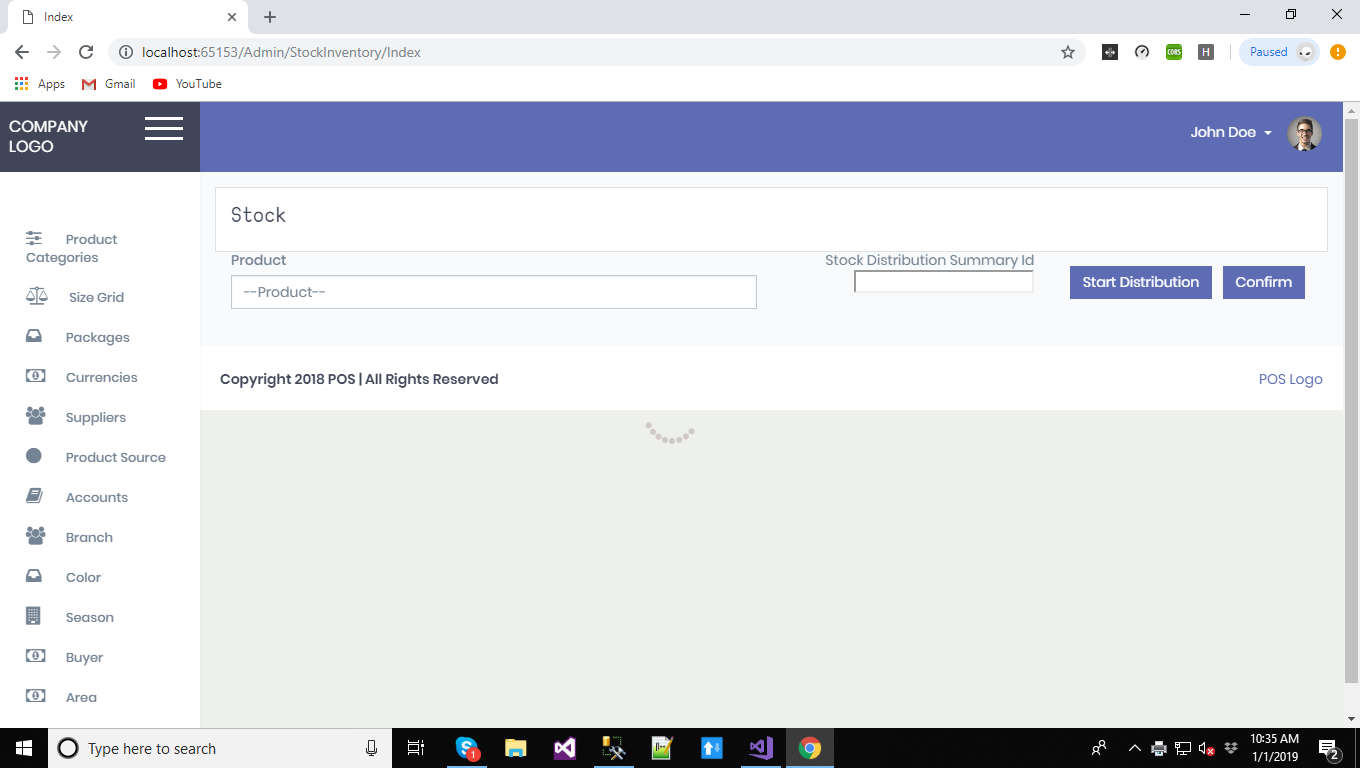 Index
localhost:65153/Admin/StockInventory/Index
CORS
H
Paused
Apps
Gmail
YouTube
COMPANY
LOGO
John Doe
Stock
Product
Categories
Size Grid
Packages
Currencies
Suppliers
Product Source
Accounts
Branch
Color
Season
Buyer
Area
Product
--Product--
Stock Distribution Summary Id
Start Distribution
Confirm
Copyright 2018 POS | All Rights Reserved
POS Logo
Type here to search
1
10:35 AM
1/1/2019
2